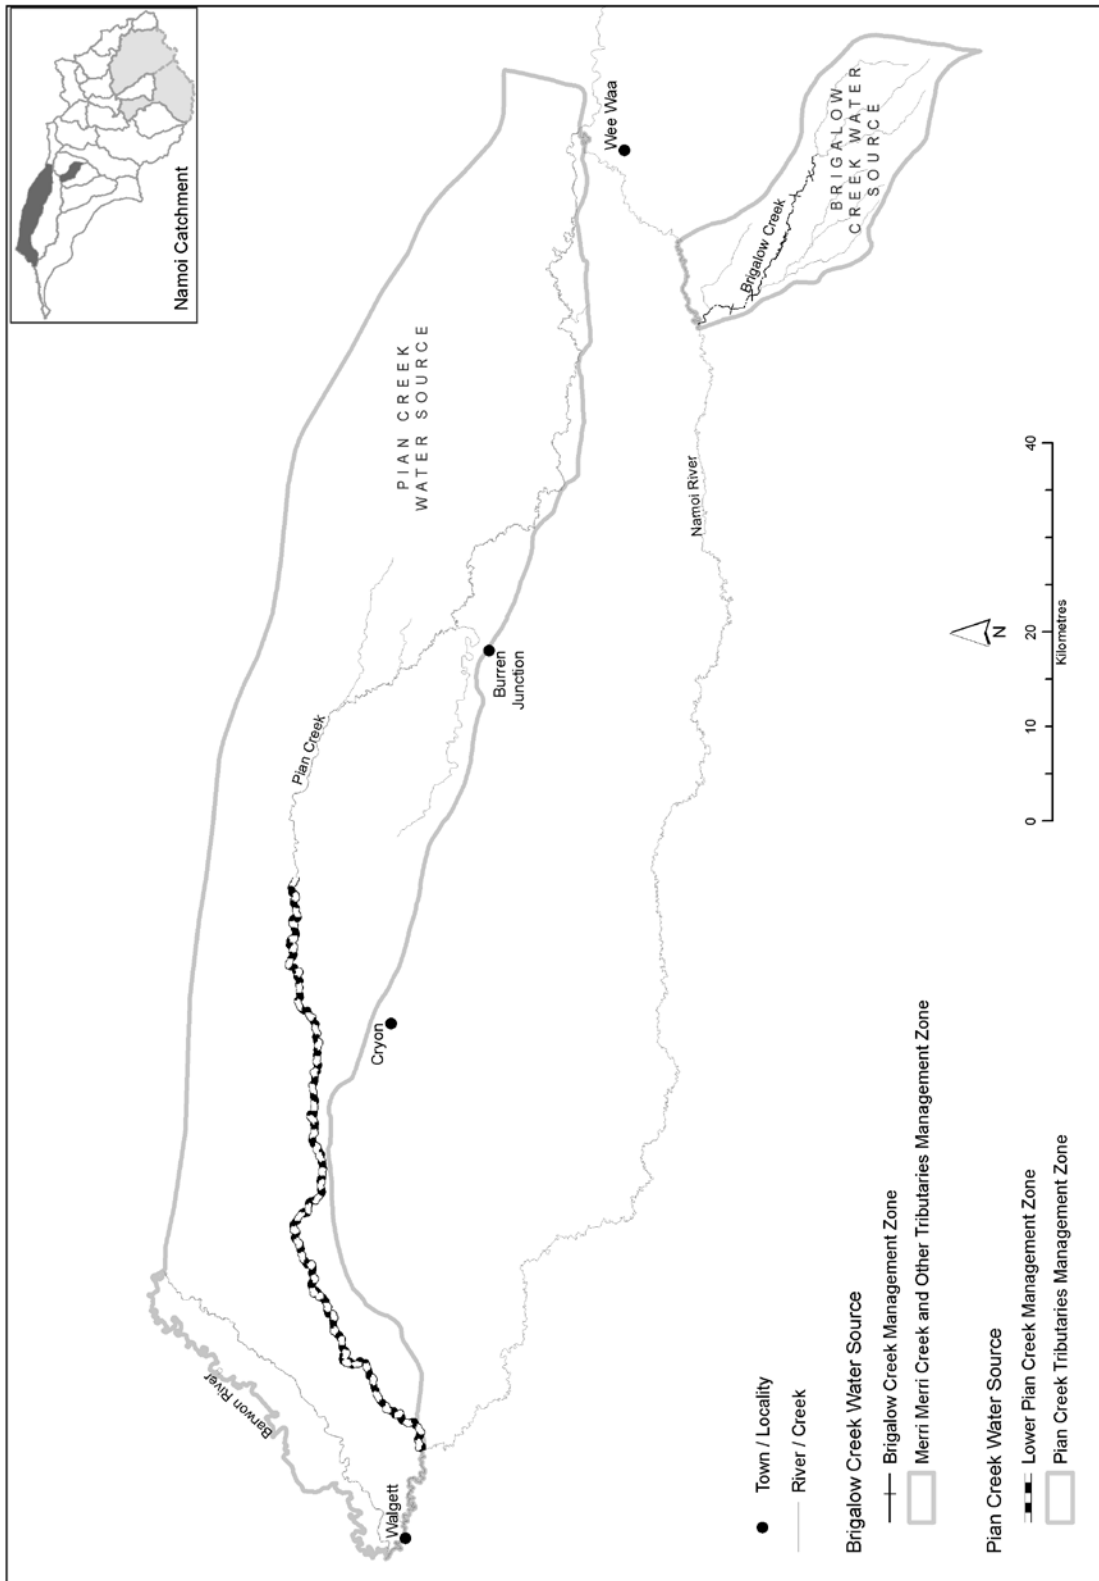 Namoi Catchment
Wee Waa
BRIGALOW
CREEK WATER
SOURCE
Brigalow Creek
PIAN CREEK
WATER SOURCE
Namoi River
Burren
Junction
Pian Creek
Cryon
Barwon River
Walgett
N
0
10
20
40
Kilometres
Town / Locality
River / Creek
Brigalow Creek Water Source
Brigalow Creek Management Zone
Merri Merri Creek and Other Tributaries Management Zone
Pian Creek Water Source
Lower Pian Creek Management Zone
Pian Creek Tributaries Management Zone